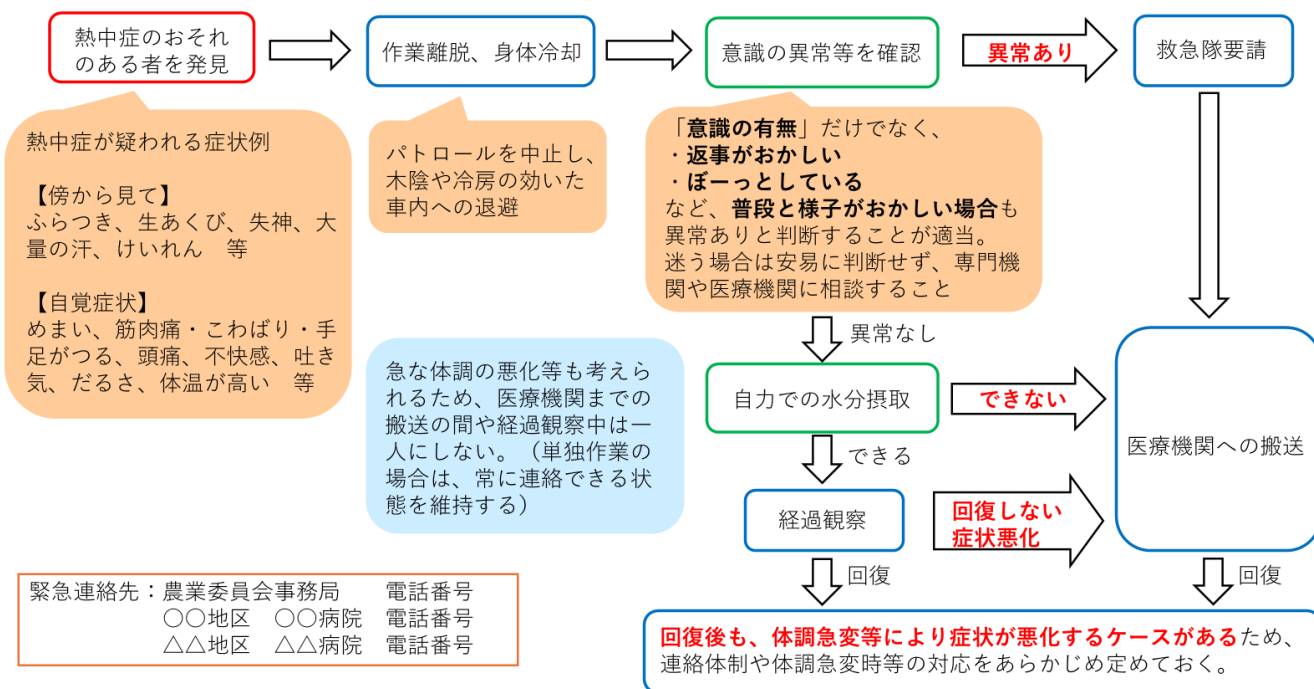 熱中症のおそれ
のある者を発見
作業離脱、身体冷却
意識の異常等を確認
異常あり
救急隊要請
熱中症が疑われる症状例
【傍から見て】
ふらつき、生あくび、失神、大
量の汗、けいれん　等
【自覚症状】
めまい、筋肉痛・こわばり・手
足がつる、頭痛、不快感、吐き
気、だるさ、体温が高い　等
パトロールを中止し、
木陰や冷房の効いた
車内への退避
「意識の有無」だけでなく、
・返事がおかしい
・ぼーっとしている
など、普段と様子がおかしい場合も
異常ありと判断することが適当。
迷う場合は安易に判断せず、専門機
関や医療機関に相談すること
異常なし
急な体調の悪化等も考えら
れるため、医療機関までの
搬送の間や経過観察中は一
人にしない。（単独作業の
場合は、常に連絡できる状
態を維持する）
自力での水分摂取
できない
医療機関への搬送
できる
経過観察
回復しない
症状悪化
回復
回復
緊急連絡先：農業委員会事務局　電話番号
○○地区　○○病院　電話番号
△△地区　△△病院　電話番号
回復後も、体調急変等により症状が悪化するケースがあるため、
連絡体制や体調急変時等の対応をあらかじめ定めておく。